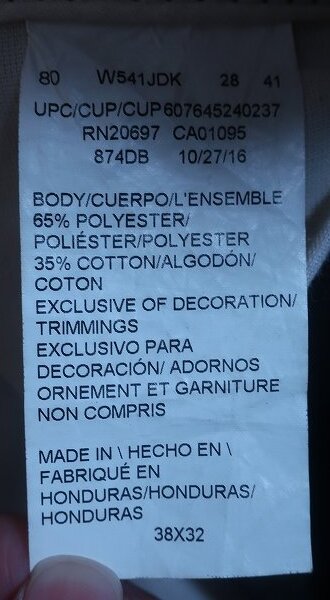 80 W541JDK 28 41
UPC/CUP/CUP607645240237
RN20697 CA01095
874DB 10/27/16
BODY/CUERPO/L'ENSEMBLE
65% POLYESTER/
POLIÉSTER/POLYESTER
35% COTTON/ALGODÓN/
COTON
EXCLUSIVE OF DECORATION/
TRIMMINGS
EXCLUSIVO PARA
DECORACIÓN/ ADORNOS
ORNEMENT ET GARNITURE
NON COMPRIS
MADE IN \ HECHO EN \
FABRIQUÉ EN
HONDURAS/HONDURAS/
HONDURAS
38X32